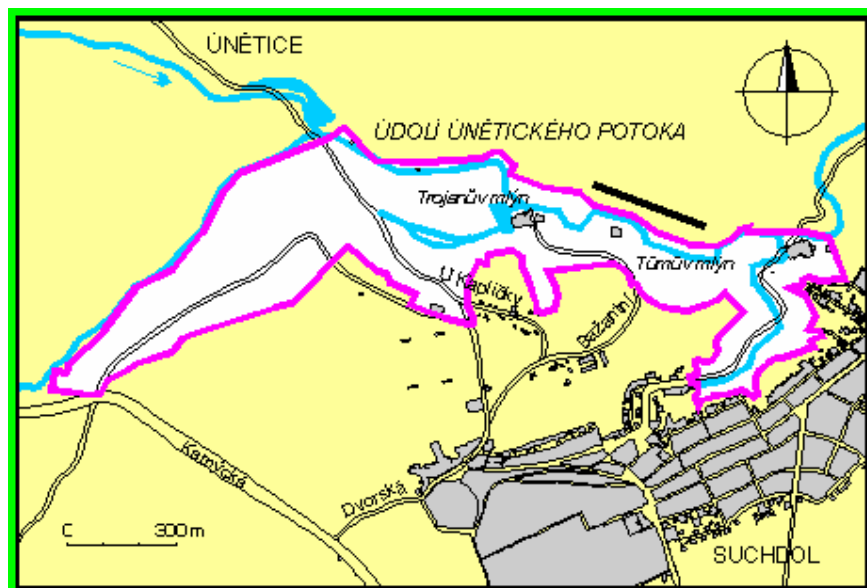 ÚNĚTICE
ÚDOLÍ ÚNĚTICKÉHO POTOKA
Trojanův mlýn
Tůmův mlýn
U Kapličky
Bažantní
Kamýcká
Dvorská
0 300 m
SUCHDOL